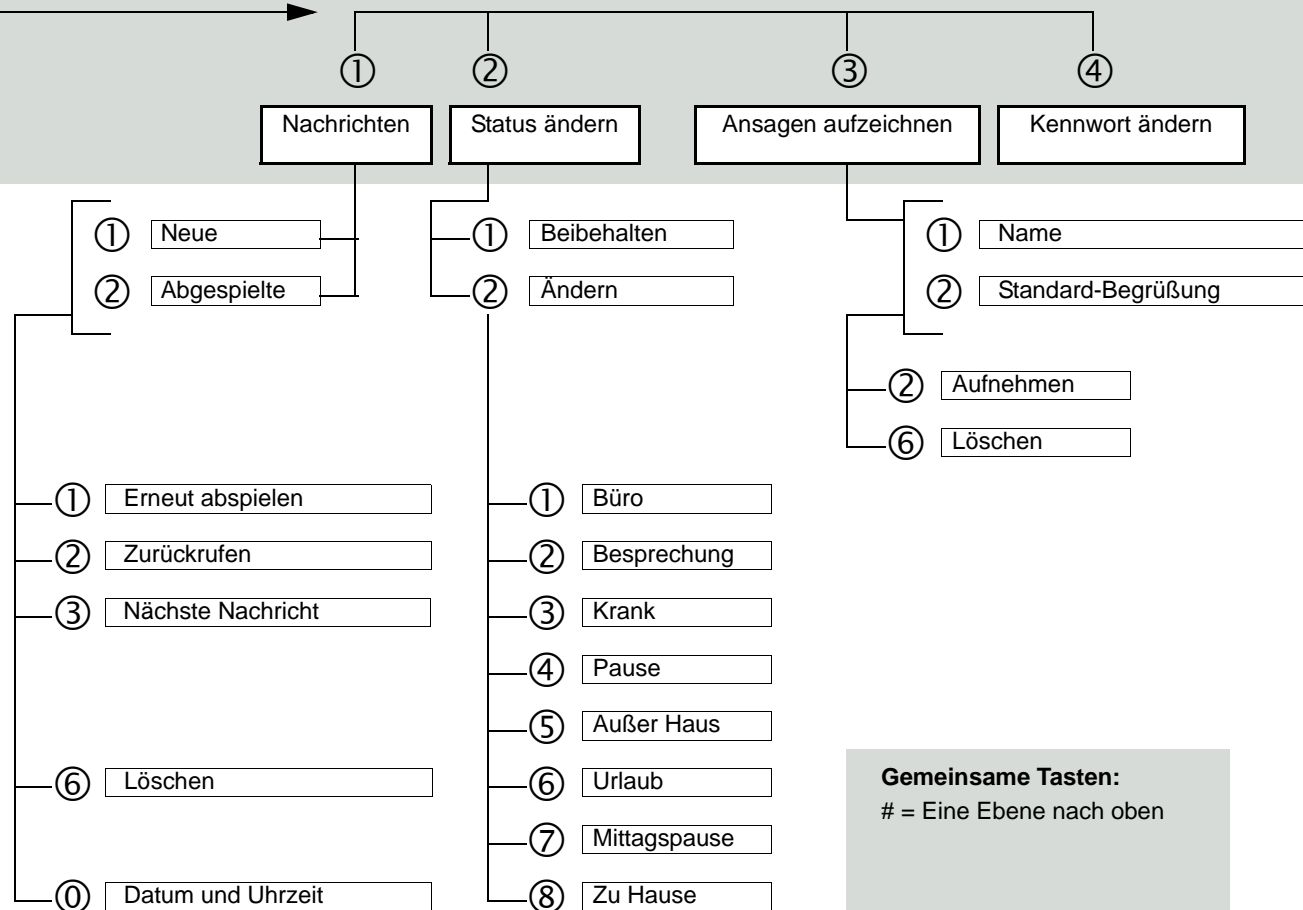 ① ② ③ ④
Nachrichten
Status ändern
Ansagen aufzeichnen
Kennwort ändern
① Neue
② Abgespielte
① Erneut abspielen
② Zurückrufen
③ Nächste Nachricht
⑥ Löschen
⓪ Datum und Uhrzeit
① Beibehalten
② Ändern
① Büro
② Besprechung
③ Krank
④ Pause
⑤ Außer Haus
⑥ Urlaub
⑦ Mittagspause
⑧ Zu Hause
① Name
② Standard-Begrüßung
② Aufnehmen
⑥ Löschen
Gemeinsame Tasten:
# = Eine Ebene nach oben